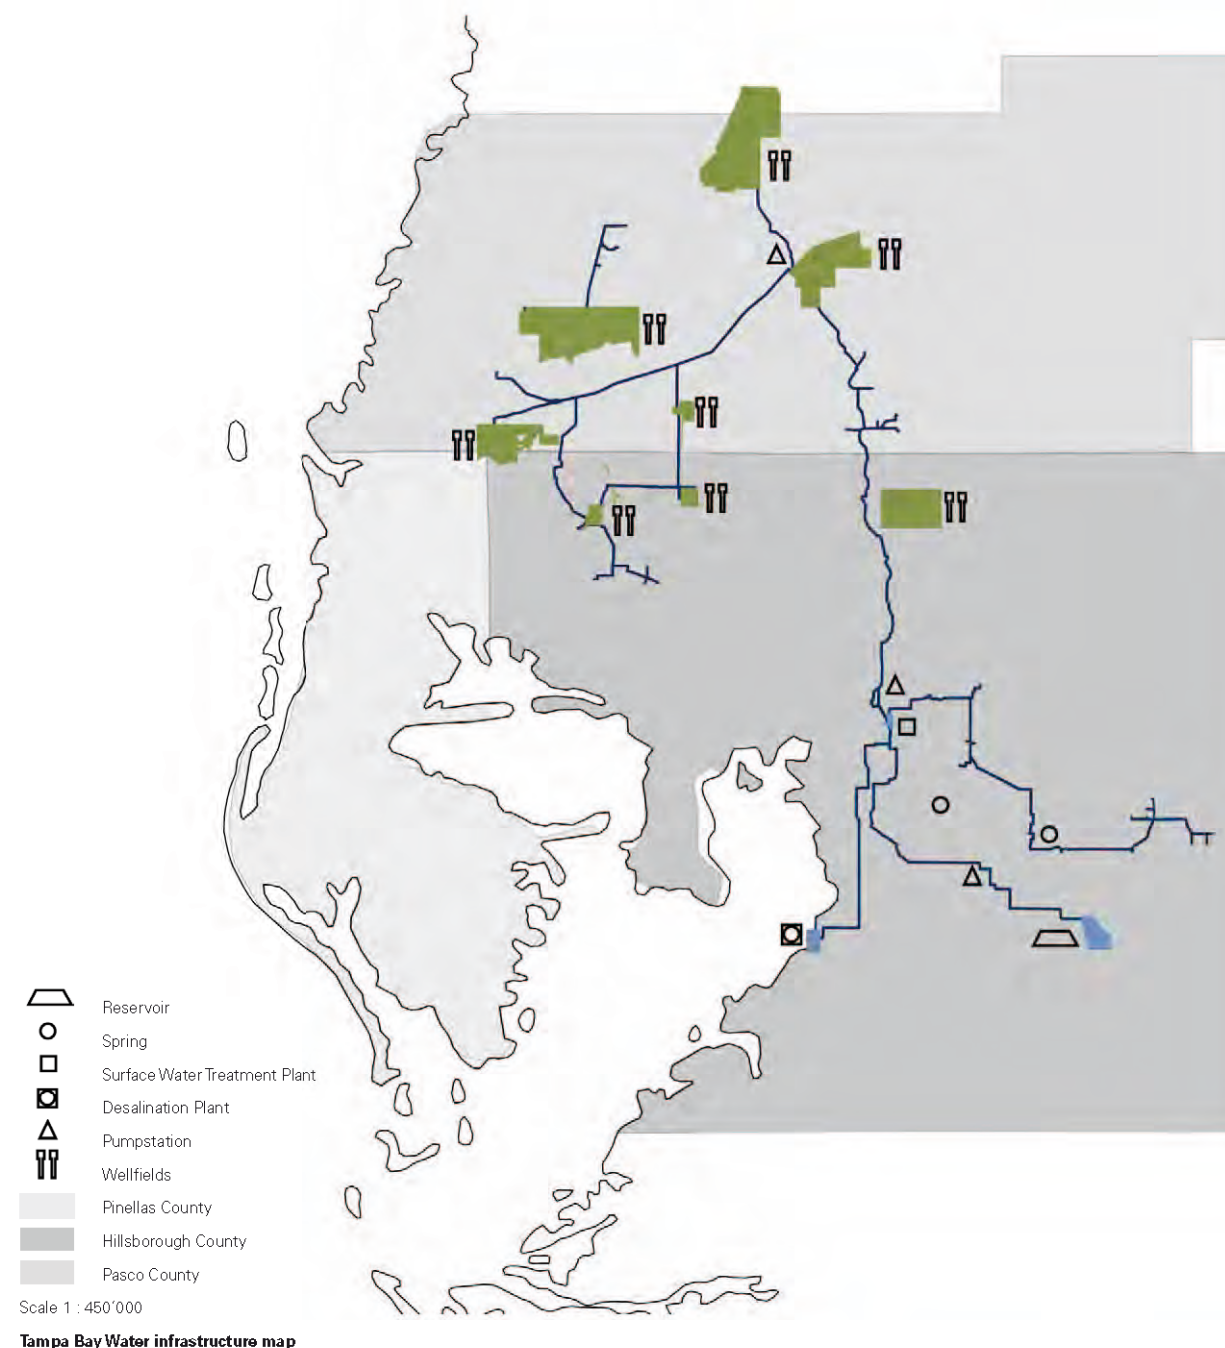 Reservoir
Spring
Surface Water Treatment Plant
Desalination Plant
Pumpstation
Wellfields
Pinellas County
Hillsborough County
Pasco County
Scale 1 : 450'000
Tampa Bay Water infrastructure map